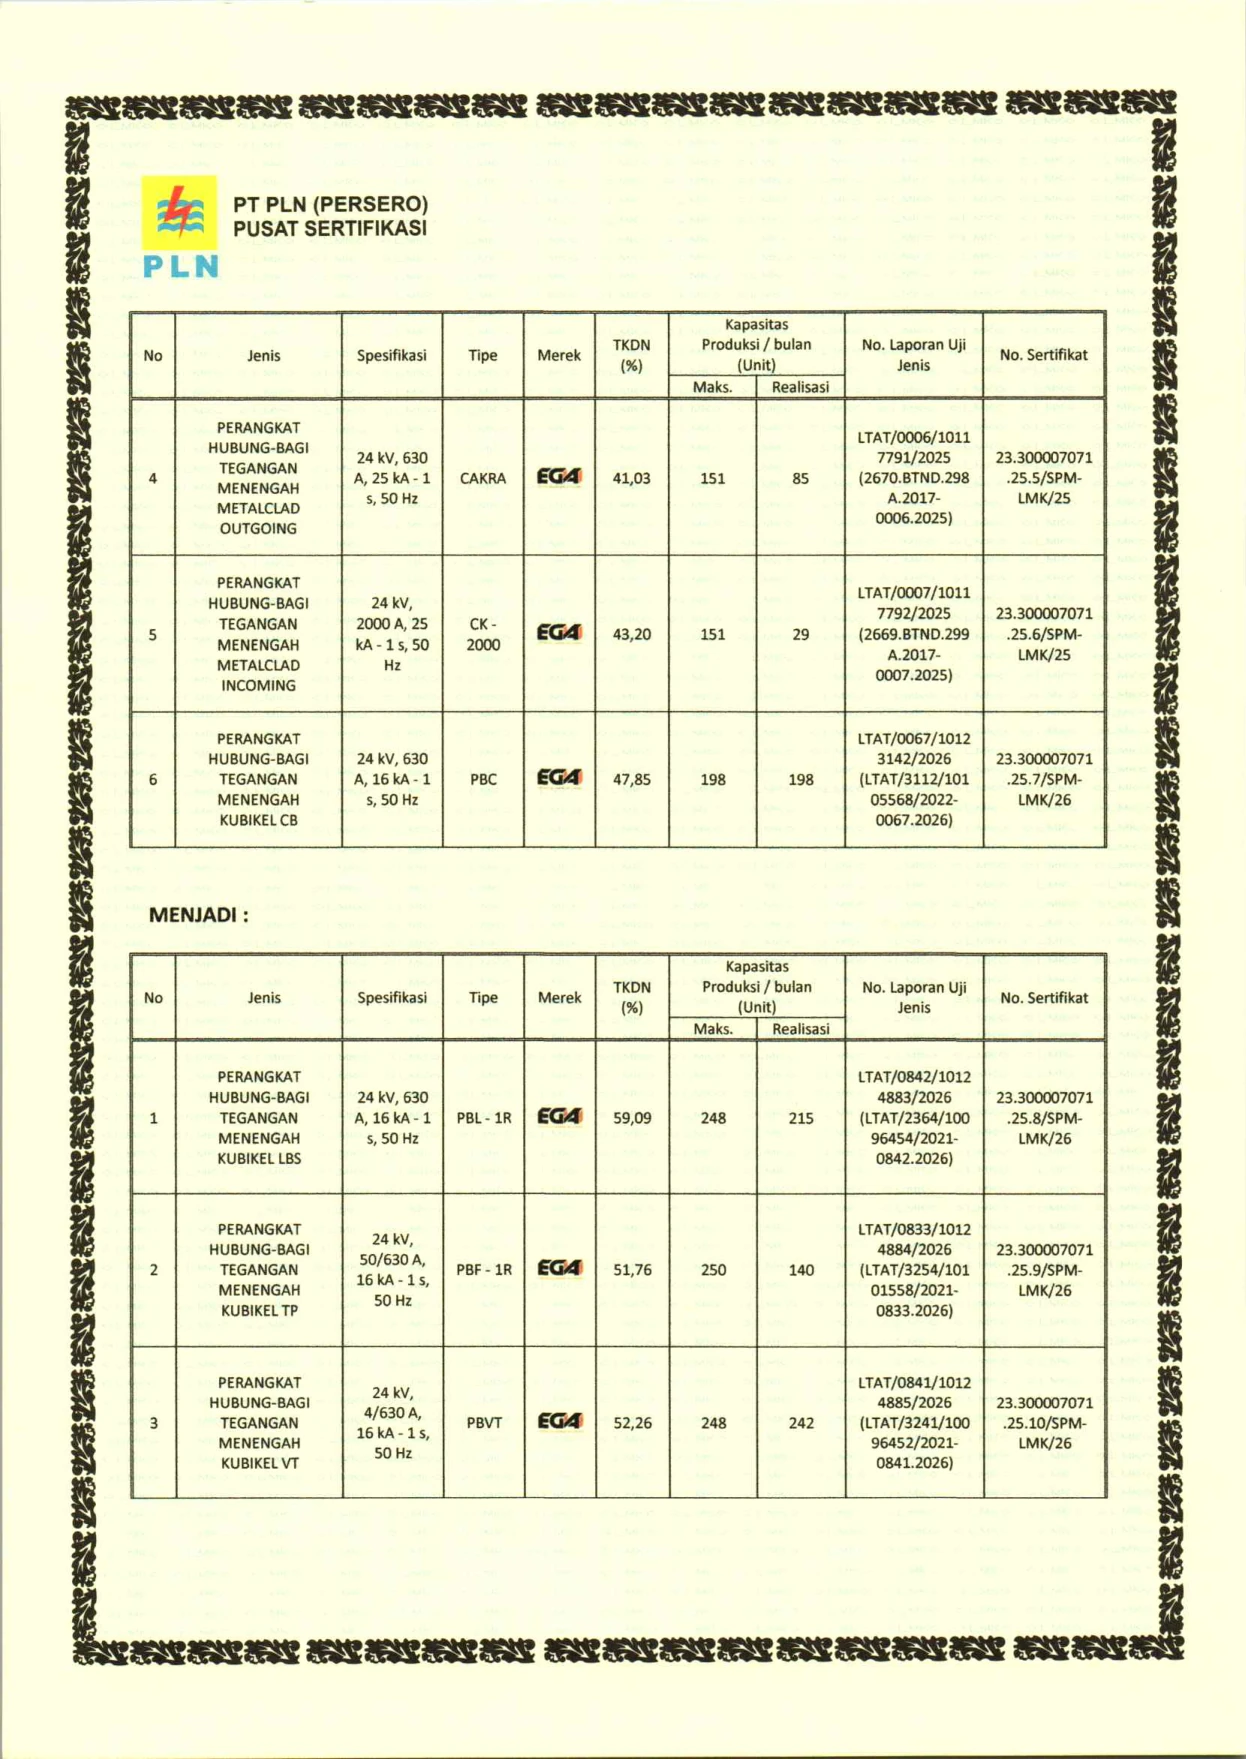 PT PLN (PERSERO)
PUSAT SERTIFIKASI
PLN
No
Jenis
Spesifikasi
Tipe
Merek
TKDN
(%)
Kapasitas
Produksi / bulan
(Unit)
Maks.
Realisasi
No. Laporan Uji
Jenis
No. Sertifikat
4
PERANGKAT
HUBUNG-BAGI
TEGANGAN
MENENGAH
METALCLAD
OUTGOING
24 kV, 630
A, 25 kA - 1
s, 50 Hz
CAKRA
EGA
41,03
151
85
LTAT/0006/1011
7791/2025
(2670.BTND.298
A.2017-
0006.2025)
23.300007071
.25.5/SPM-
LMK/25
5
PERANGKAT
HUBUNG-BAGI
TEGANGAN
MENENGAH
METALCLAD
INCOMING
24 kV,
2000 A, 25
kA - 1 s, 50
Hz
CK -
2000
EGA
43,20
151
29
LTAT/0007/1011
7792/2025
(2669.BTND.299
A.2017-
0007.2025)
23.300007071
.25.6/SPM-
LMK/25
6
PERANGKAT
HUBUNG-BAGI
TEGANGAN
MENENGAH
KUBIKEL CB
24 kV, 630
A, 16 kA - 1
s, 50 Hz
PBC
EGA
47,85
198
198
LTAT/0067/1012
3142/2026
(LTAT/3112/101
05568/2022-
0067.2026)
23.300007071
.25.7/SPM-
LMK/26
MENJADI :
No
Jenis
Spesifikasi
Tipe
Merek
TKDN
(%)
Kapasitas
Produksi / bulan
(Unit)
Maks.
Realisasi
No. Laporan Uji
Jenis
No. Sertifikat
1
PERANGKAT
HUBUNG-BAGI
TEGANGAN
MENENGAH
KUBIKEL LBS
24 kV, 630
A, 16 kA - 1
s, 50 Hz
PBL - 1R
EGA
59,09
248
215
LTAT/0842/1012
4883/2026
(LTAT/2364/100
96454/2021-
0842.2026)
23.300007071
.25.8/SPM-
LMK/26
2
PERANGKAT
HUBUNG-BAGI
TEGANGAN
MENENGAH
KUBIKEL TP
24 kV,
50/630 A,
16 kA - 1 s,
50 Hz
PBF - 1R
EGA
51,76
250
140
LTAT/0833/1012
4884/2026
(LTAT/3254/101
01558/2021-
0833.2026)
23.300007071
.25.9/SPM-
LMK/26
3
PERANGKAT
HUBUNG-BAGI
TEGANGAN
MENENGAH
KUBIKEL VT
24 kV,
4/630 A,
16 kA - 1 s,
50 Hz
PBVT
EGA
52,26
248
242
LTAT/0841/1012
4885/2026
(LTAT/3241/100
96452/2021-
0841.2026)
23.300007071
.25.10/SPM-
LMK/26